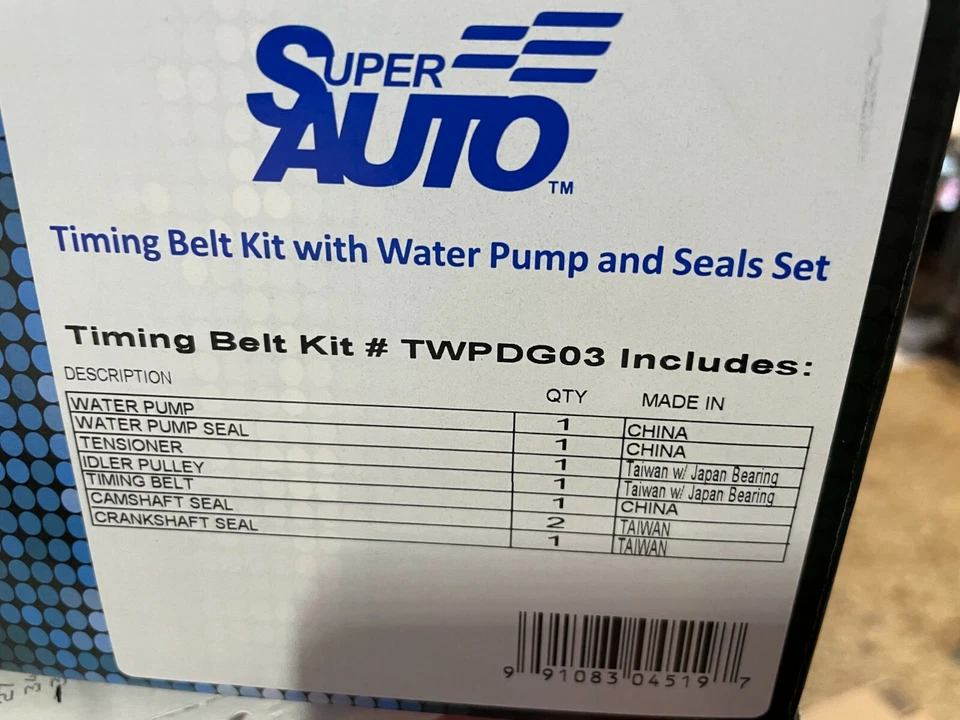 SUPER
AUTO TM
Timing Belt Kit with Water Pump and Seals Set
Timing Belt Kit # TWPDG03 Includes:
DESCRIPTION QTY MADE IN
WATER PUMP 1 CHINA
WATER PUMP SEAL 1 CHINA
TENSIONER 1 Taiwan w/ Japan Bearing
IDLER PULLEY 1 Taiwan w/ Japan Bearing
TIMING BELT 1 CHINA
CAMSHAFT SEAL 2 TAIWAN
CRANKSHAFT SEAL 1 TAIWAN
9 91083 04519 7